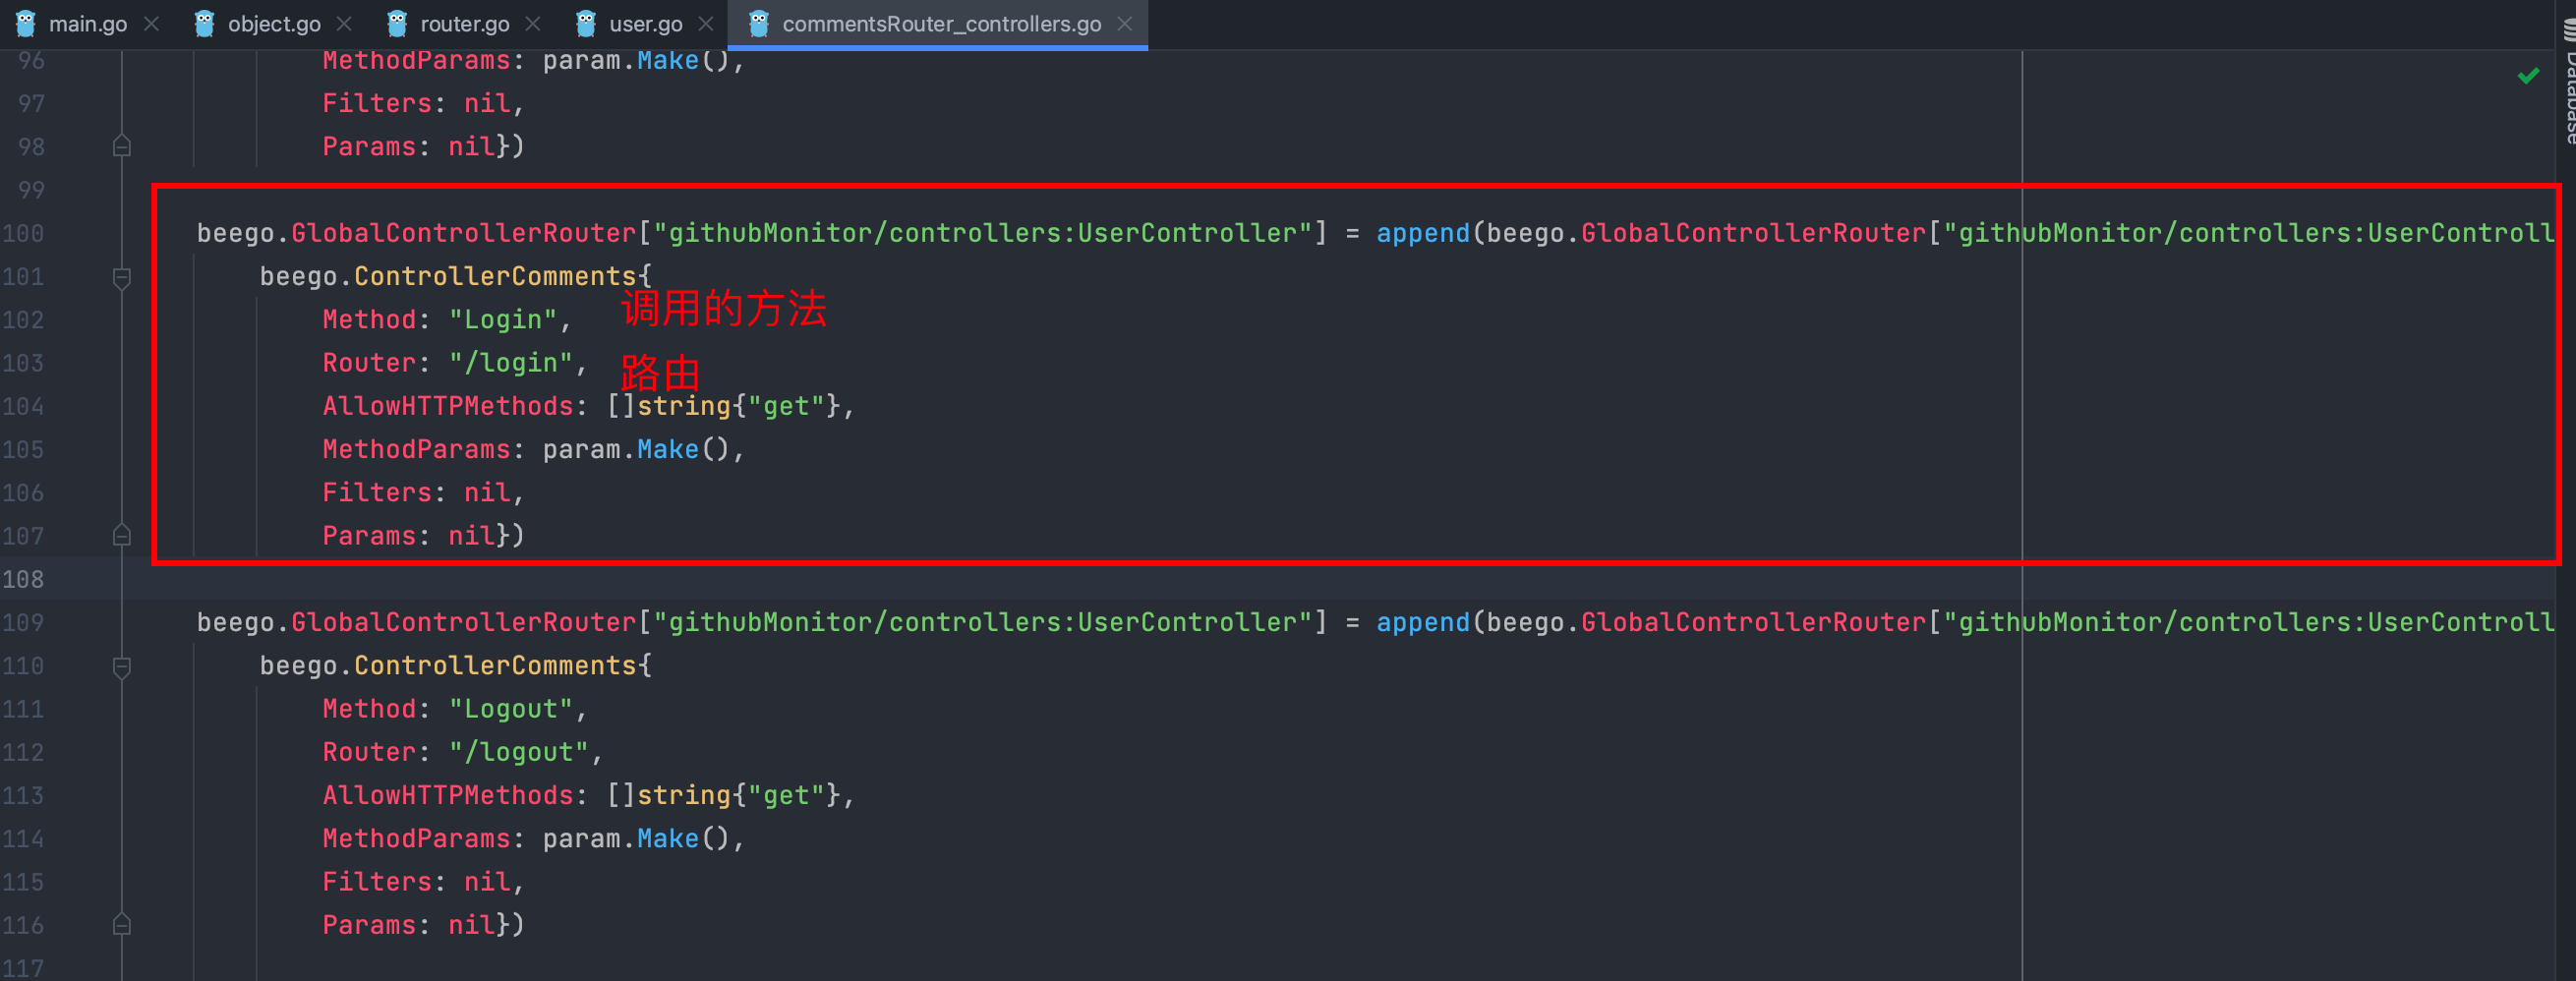 main.go object.go router.go user.go commentsRouter_controllers.go
Database
96 MethodParams: param.Make(),
97 Filters: nil,
98 Params: nil})
99
100 beego.GlobalControllerRouter["githubMonitor/controllers:UserController"] = append(beego.GlobalControllerRouter["githubMonitor/controllers:UserControll
101 beego.ControllerComments{
102 Method: "Login", 调用的方法
103 Router: "/login", 路由
104 AllowHTTPMethods: []string{"get"},
105 MethodParams: param.Make(),
106 Filters: nil,
107 Params: nil})
108
109 beego.GlobalControllerRouter["githubMonitor/controllers:UserController"] = append(beego.GlobalControllerRouter["githubMonitor/controllers:UserControll
110 beego.ControllerComments{
111 Method: "Logout",
112 Router: "/logout",
113 AllowHTTPMethods: []string{"get"},
114 MethodParams: param.Make(),
115 Filters: nil,
116 Params: nil})
117